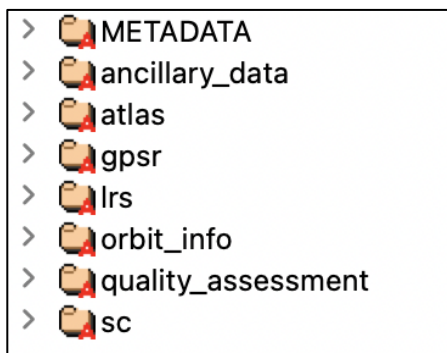 METADATA
ancillary_data
atlas
gpsr
lrs
orbit_info
quality_assessment
sc